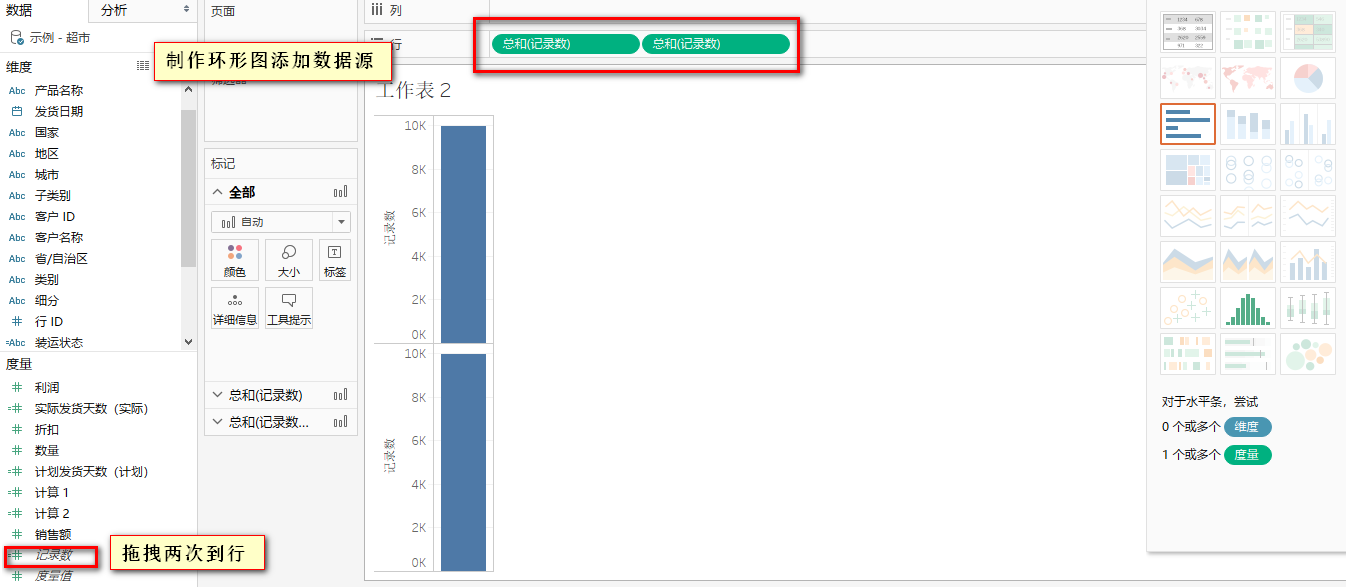 数据
分析
示例 - 超市
维度
Abc 产品名称
发货日期
Abc 国家
Abc 地区
Abc 城市
Abc 子类别
Abc 客户 ID
Abc 客户名称
Abc 省/自治区
Abc 类别
Abc 细分
# 行 ID
=Abc 装运状态
度量
# 利润
=# 实际发货天数（实际）
# 折扣
# 数量
=# 计划发货天数（计划）
=# 计算 1
=# 计算 2
# 销售额
=# 记录数
# 度量值
拖拽两次到行
制作环形图添加数据源
页面
标记
全部
自动
颜色
大小
T
标签
详细信息
工具提示
总和(记录数)
总和(记录数...
列
行
总和(记录数)
总和(记录数)
工作表 2
10K
8K
6K
4K
2K
0K
记录数
10K
8K
6K
4K
2K
0K
记录数
对于水平条，尝试
0 个或多个 维度
1 个或多个 度量